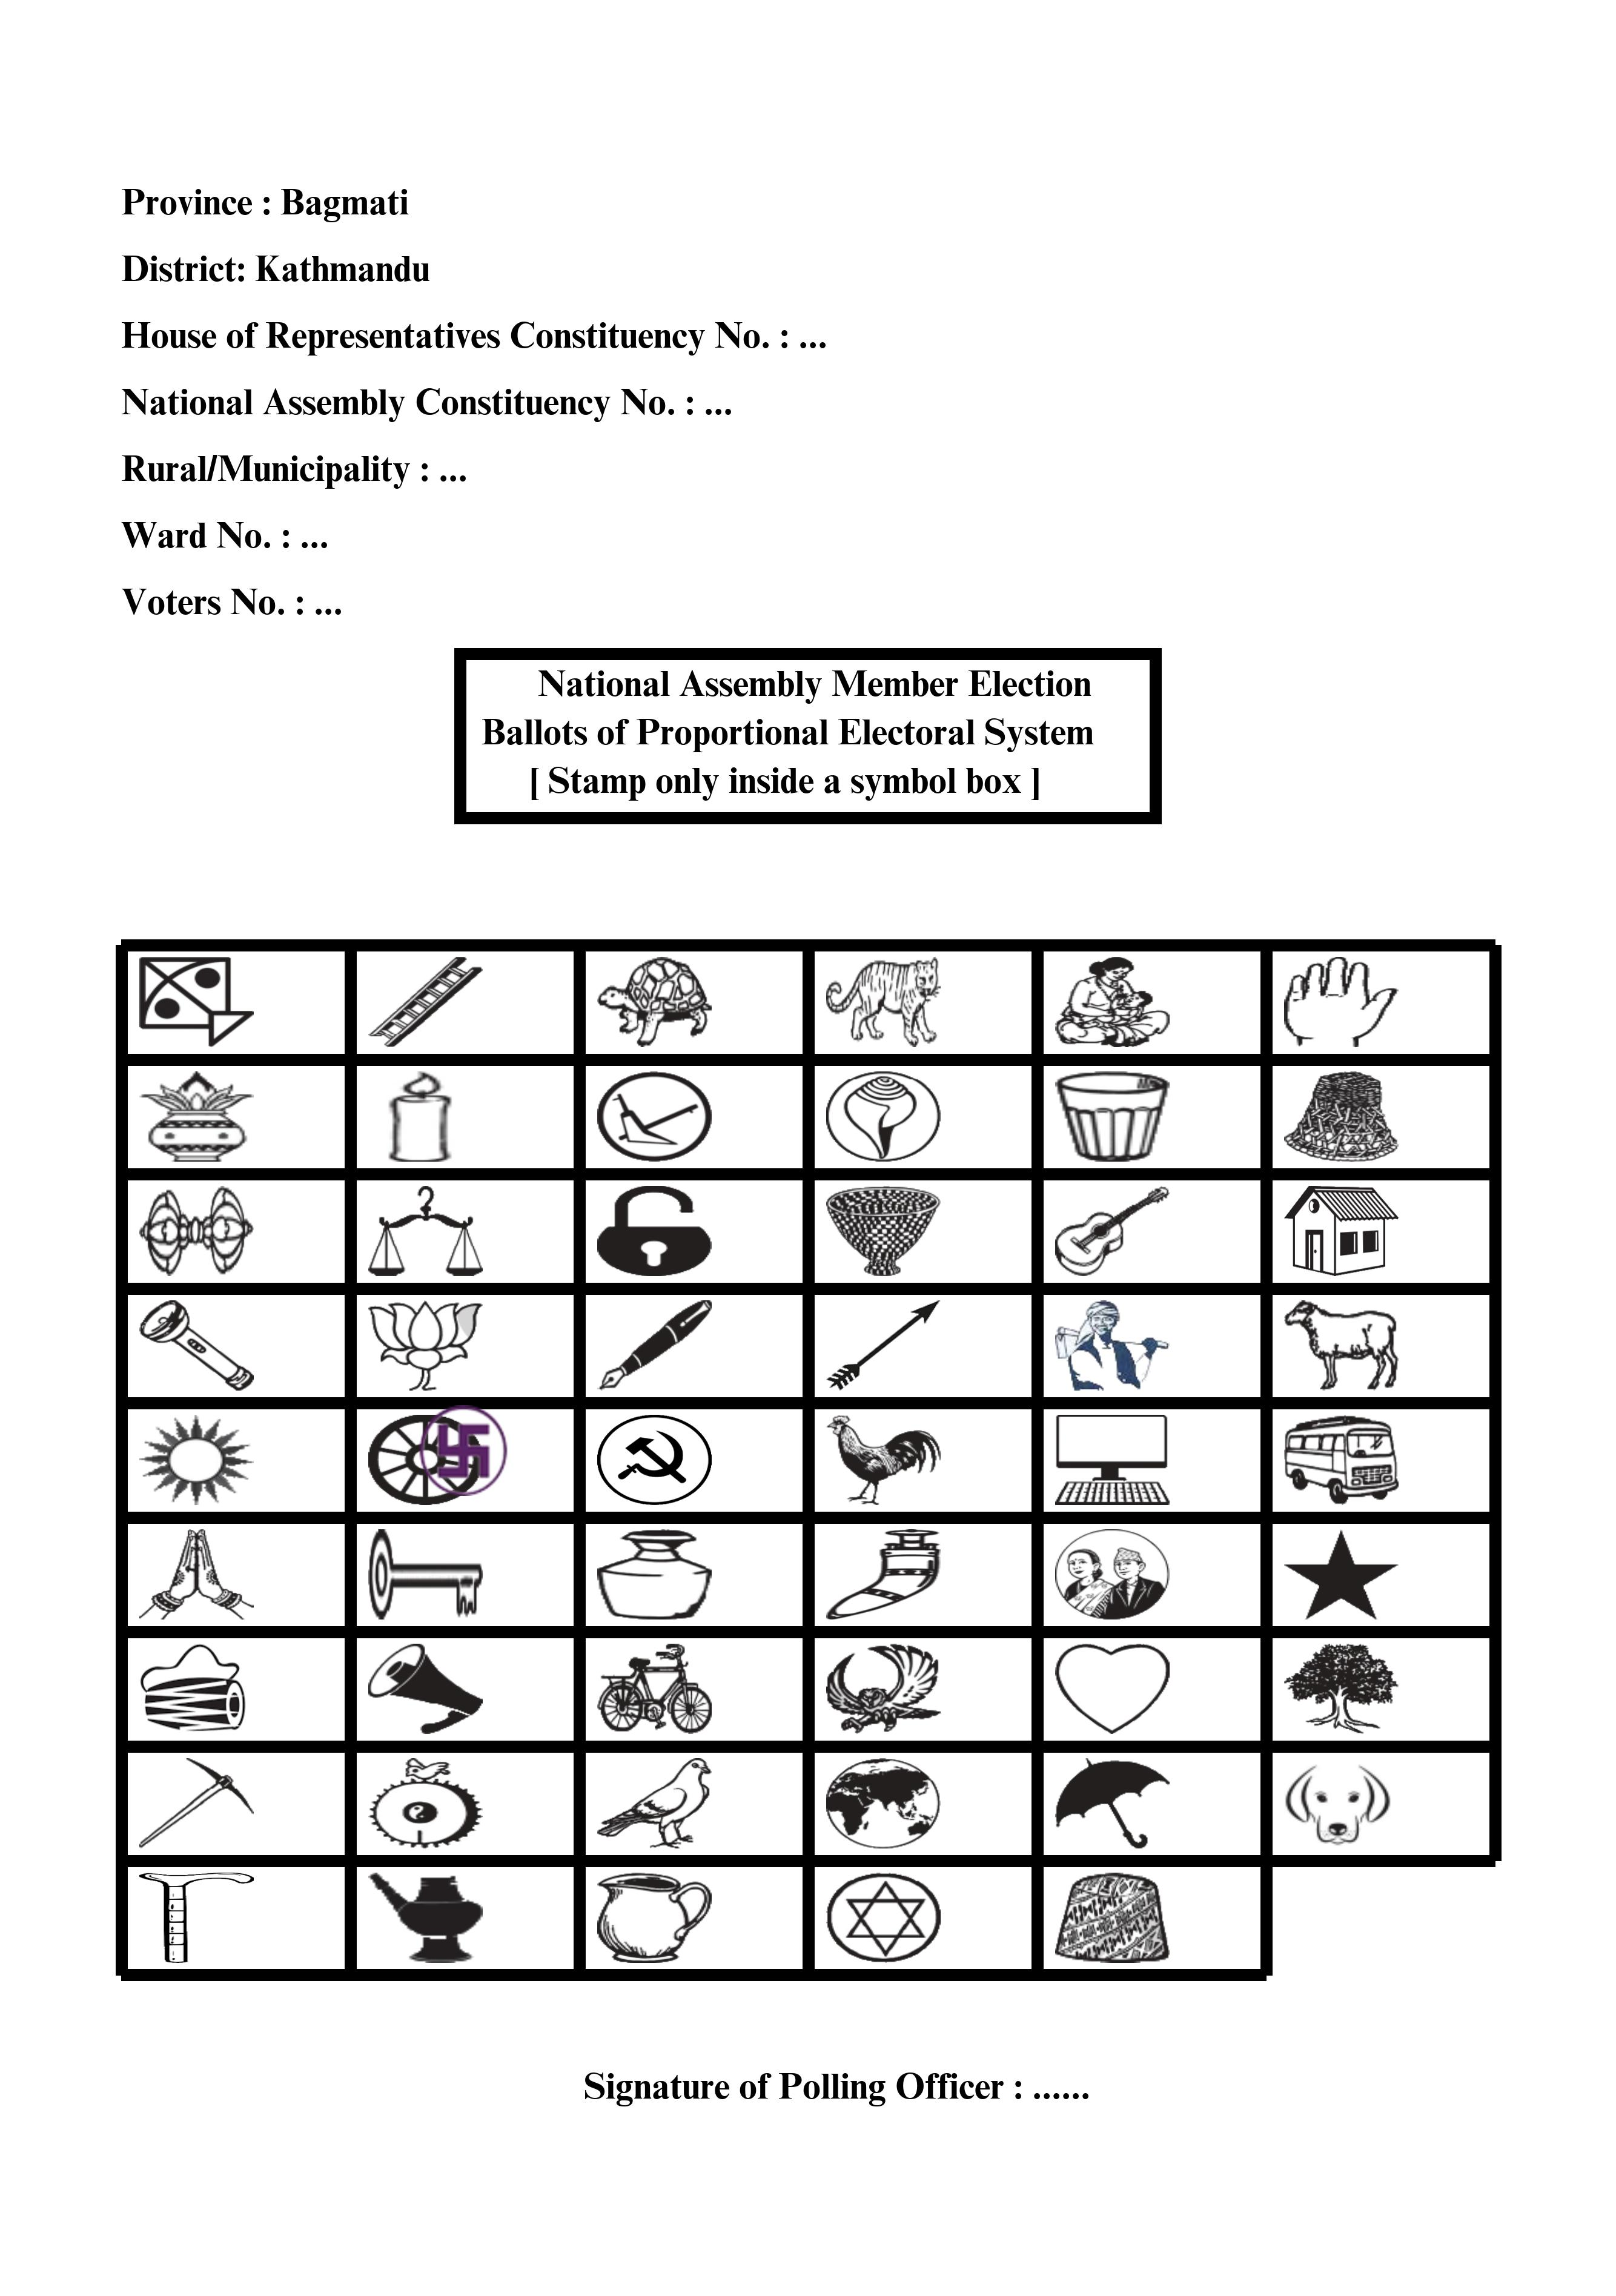 Province : Bagmati
District: Kathmandu
House of Representatives Constituency No. : ...
National Assembly Constituency No. : ...
Rural/Municipality : ...
Ward No. : ...
Voters No. : ...
National Assembly Member Election
Ballots of Proportional Electoral System
[ Stamp only inside a symbol box ]
Signature of Polling Officer : ......